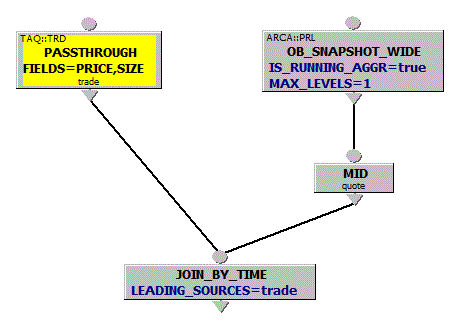 TAQ::TRD
PASSTHROUGH
FIELDS=PRICE,SIZE
trade
ARCA::PRL
OB_SNAPSHOT_WIDE
IS_RUNNING_AGGR=true
MAX_LEVELS=1
MID
quote
JOIN_BY_TIME
LEADING_SOURCES=trade